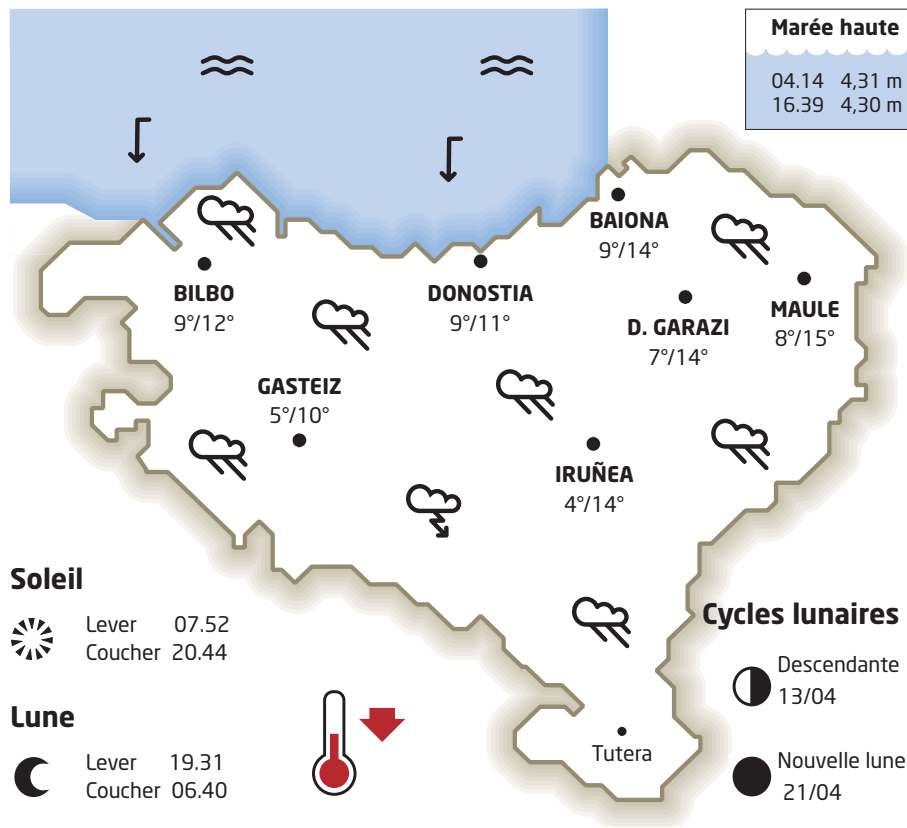 Marée haute
04.14 4,31 m
16.39 4,30 m
BAIONA
9°/14°
BILBO
9°/12°
DONOSTIA
9°/11°
D. GARAZI
7°/14°
MAULE
8°/15°
GASTEIZ
5°/10°
IRUÑEA
4°/14°
Tutera
Soleil
Lever 07.52
Coucher 20.44
Lune
Lever 19.31
Coucher 06.40
Cycles lunaires
Descendante
13/04
Nouvelle lune
21/04